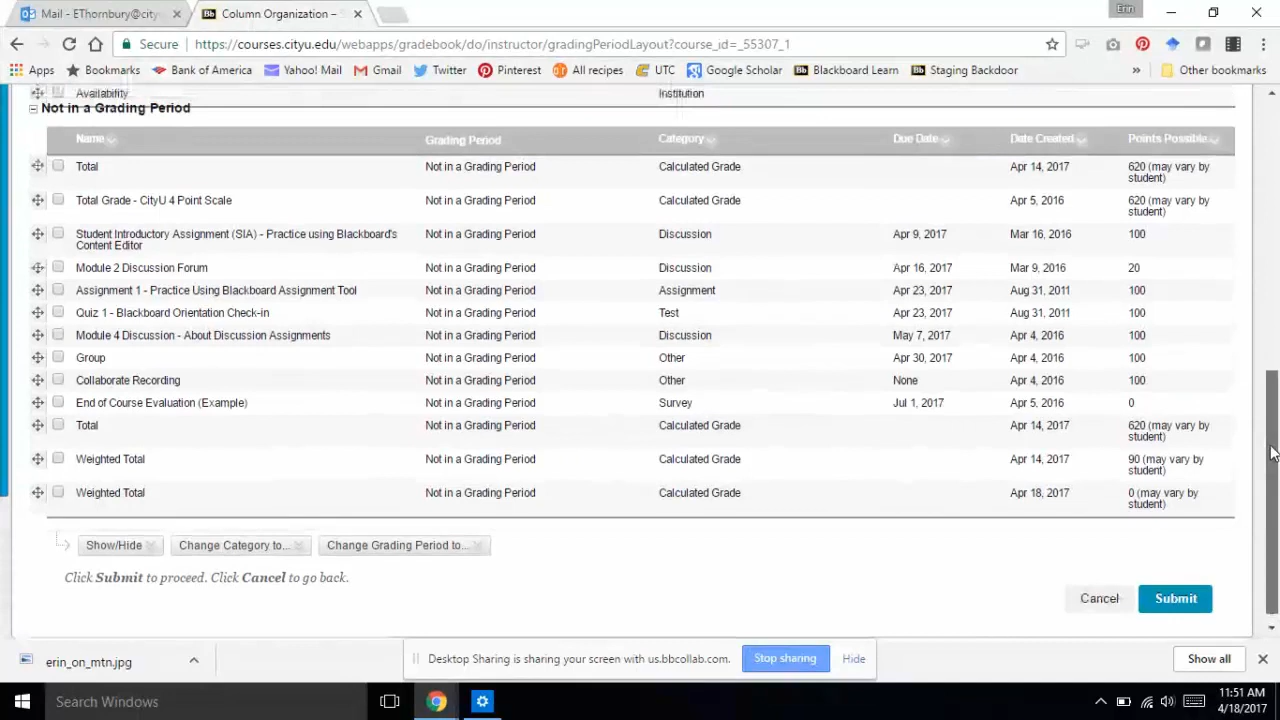 Erin
Mail - EThornbury@city
Column Organization –
Secure https://courses.cityu.edu/webapps/gradebook/do/instructor/gradingPeriodLayout?course_id=_55307_1
Apps Bookmarks Bank of America Yahoo! Mail Gmail Twitter Pinterest All recipes UTC Google Scholar Blackboard Learn Staging Backdoor » Other bookmarks
Availability Institution
Not in a Grading Period
Name Grading Period Category Due Date Date Created Points Possible
Total Not in a Grading Period Calculated Grade Apr 14, 2017 620 (may vary by
student)
Total Grade - CityU 4 Point Scale Not in a Grading Period Calculated Grade Apr 5, 2016 620 (may vary by
student)
Student Introductory Assignment (SIA) - Practice using Blackboard's Not in a Grading Period Discussion Apr 9, 2017 Mar 16, 2016 100
Content Editor
Module 2 Discussion Forum Not in a Grading Period Discussion Apr 16, 2017 Mar 9, 2016 20
Assignment 1 - Practice Using Blackboard Assignment Tool Not in a Grading Period Assignment Apr 23, 2017 Aug 31, 2011 100
Quiz 1 - Blackboard Orientation Check-in Not in a Grading Period Test Apr 23, 2017 Aug 31, 2011 100
Module 4 Discussion - About Discussion Assignments Not in a Grading Period Discussion May 7, 2017 Apr 4, 2016 100
Group Not in a Grading Period Other Apr 30, 2017 Apr 4, 2016 100
Collaborate Recording Not in a Grading Period Other None Apr 4, 2016 100
End of Course Evaluation (Example) Not in a Grading Period Survey Jul 1, 2017 Apr 5, 2016 0
Total Not in a Grading Period Calculated Grade Apr 14, 2017 620 (may vary by
student)
Weighted Total Not in a Grading Period Calculated Grade Apr 14, 2017 90 (may vary by
student)
Weighted Total Not in a Grading Period Calculated Grade Apr 18, 2017 0 (may vary by
student)
Show/Hide Change Category to... Change Grading Period to...
Click Submit to proceed. Click Cancel to go back.
Cancel Submit
erin_on_mtn.jpg
Desktop Sharing is sharing your screen with us.bbcollab.com. Stop sharing Hide
Show all
Search Windows
11:51 AM
4/18/2017